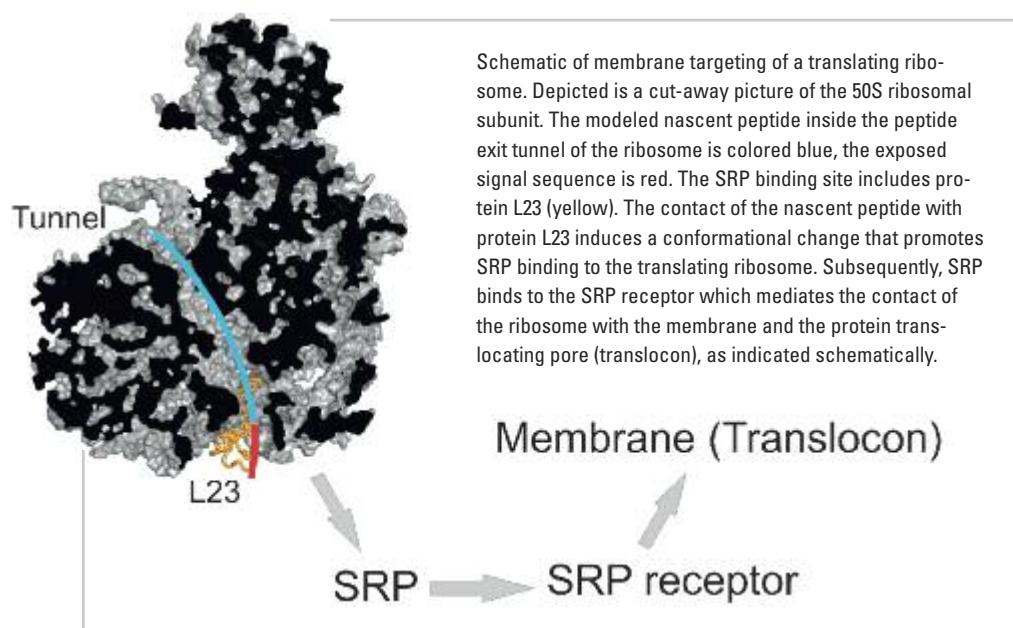 Schematic of membrane targeting of a translating ribo-
some. Depicted is a cut-away picture of the 50S ribosomal
subunit. The modeled nascent peptide inside the peptide
exit tunnel of the ribosome is colored blue, the exposed
signal sequence is red. The SRP binding site includes pro-
tein L23 (yellow). The contact of the nascent peptide with
protein L23 induces a conformational change that promotes
SRP binding to the translating ribosome. Subsequently, SRP
binds to the SRP receptor which mediates the contact of
the ribosome with the membrane and the protein trans-
locating pore (translocon), as indicated schematically.
Tunnel
L23
Membrane (Translocon)
SRP
SRP receptor